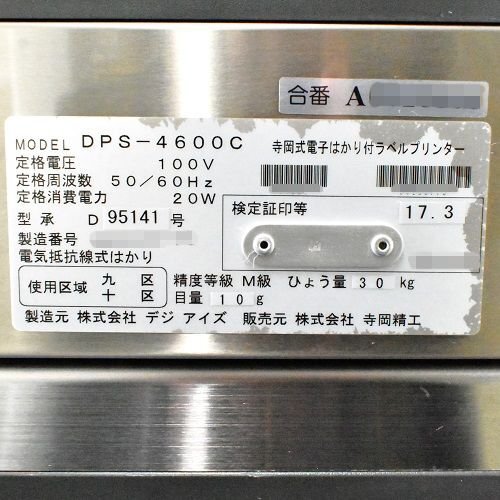 合番 A
MODEL DPS-4600C 寺岡式電子はかり付ラベルプリンター
定格電圧 100V
定格周波数 50/60Hz
定格消費電力 20W
型 承 D 95141 号
製造番号
電気抵抗線式はかり
検定証印等 17.3
使用区域 九 区
十 区
精度等級 M級 ひょう量 30 kg
目量 10g
製造元 株式会社 デジ アイズ 販売元 株式会社 寺岡精工